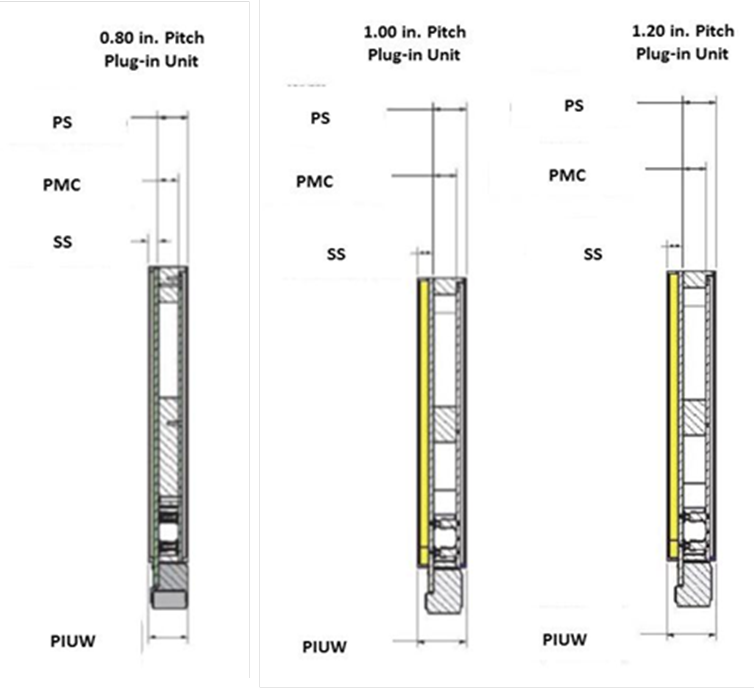 0.80 in. Pitch
Plug-in Unit
PS
PMC
SS
PIUW
1.00 in. Pitch
Plug-in Unit
PS
PMC
SS
PIUW
1.20 in. Pitch
Plug-in Unit
PS
PMC
SS
PIUW